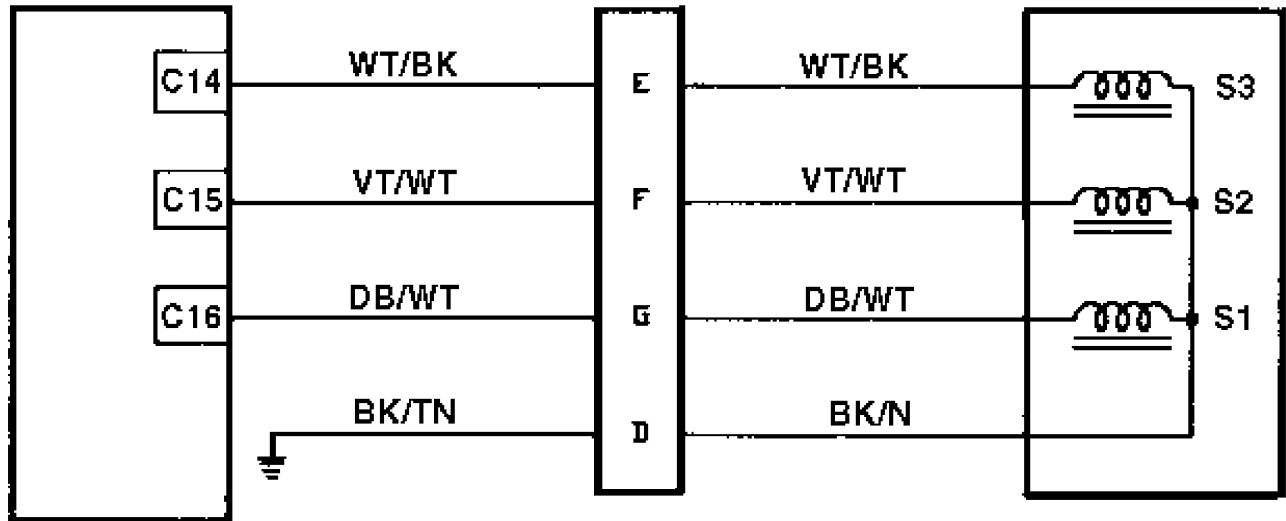 C14 WT/BK E WT/BK S3
C15 VT/WT F VT/WT S2
C16 DB/WT G DB/WT S1
BK/TN D BK/N